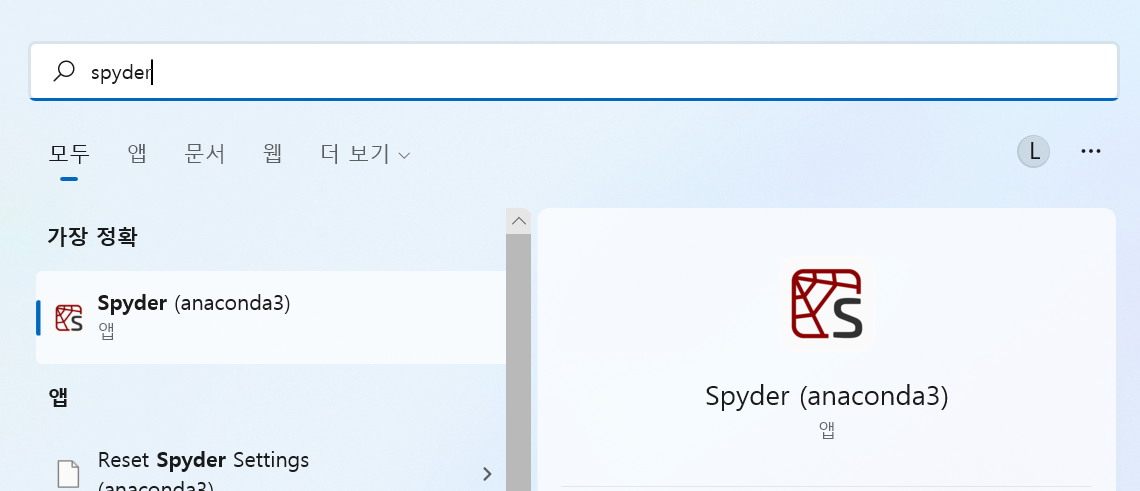 spyder
모두 앱 문서 웹 더 보기
L
가장 정확
Spyder (anaconda3)
앱
앱
Reset Spyder Settings
(anaconda3)
S
Spyder (anaconda3)
앱